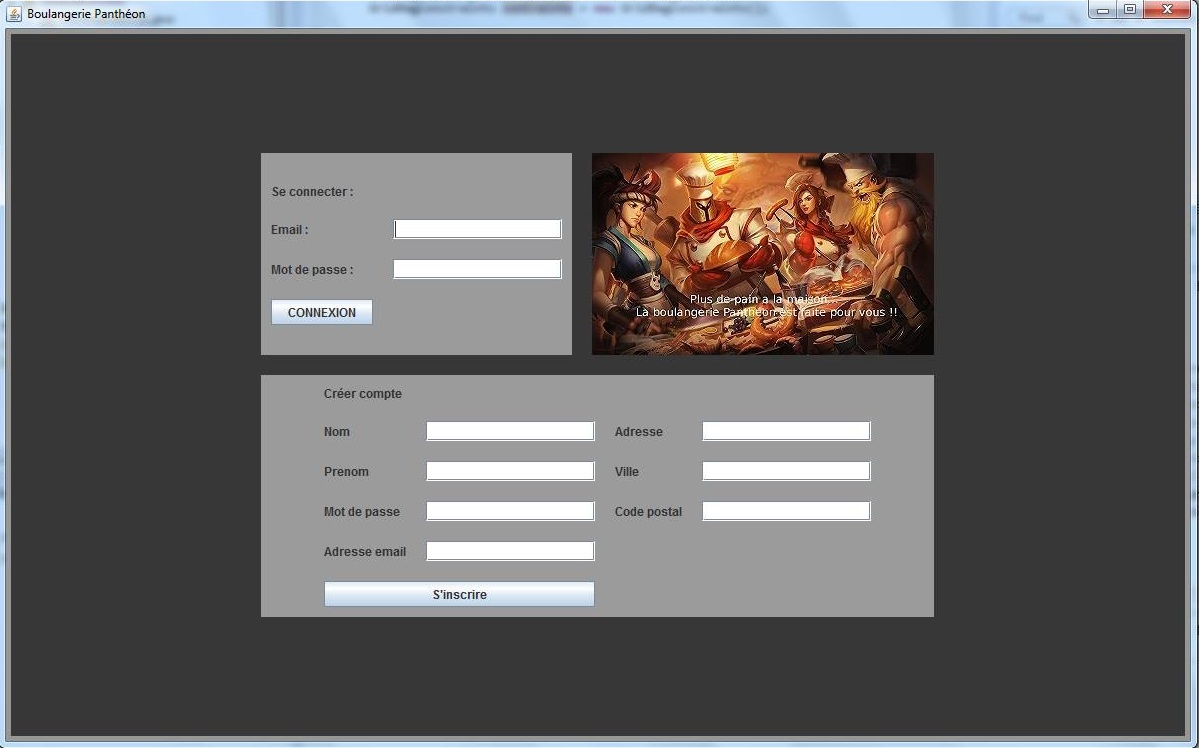 Boulangerie Panthéon
Se connecter :
Email :
Mot de passe :
CONNEXION
Plus de pain a la maison...
La boulangerie Panthéon est faite pour vous !!
Créer compte
Nom
Adresse
Prenom
Ville
Mot de passe
Code postal
Adresse email
S'inscrire